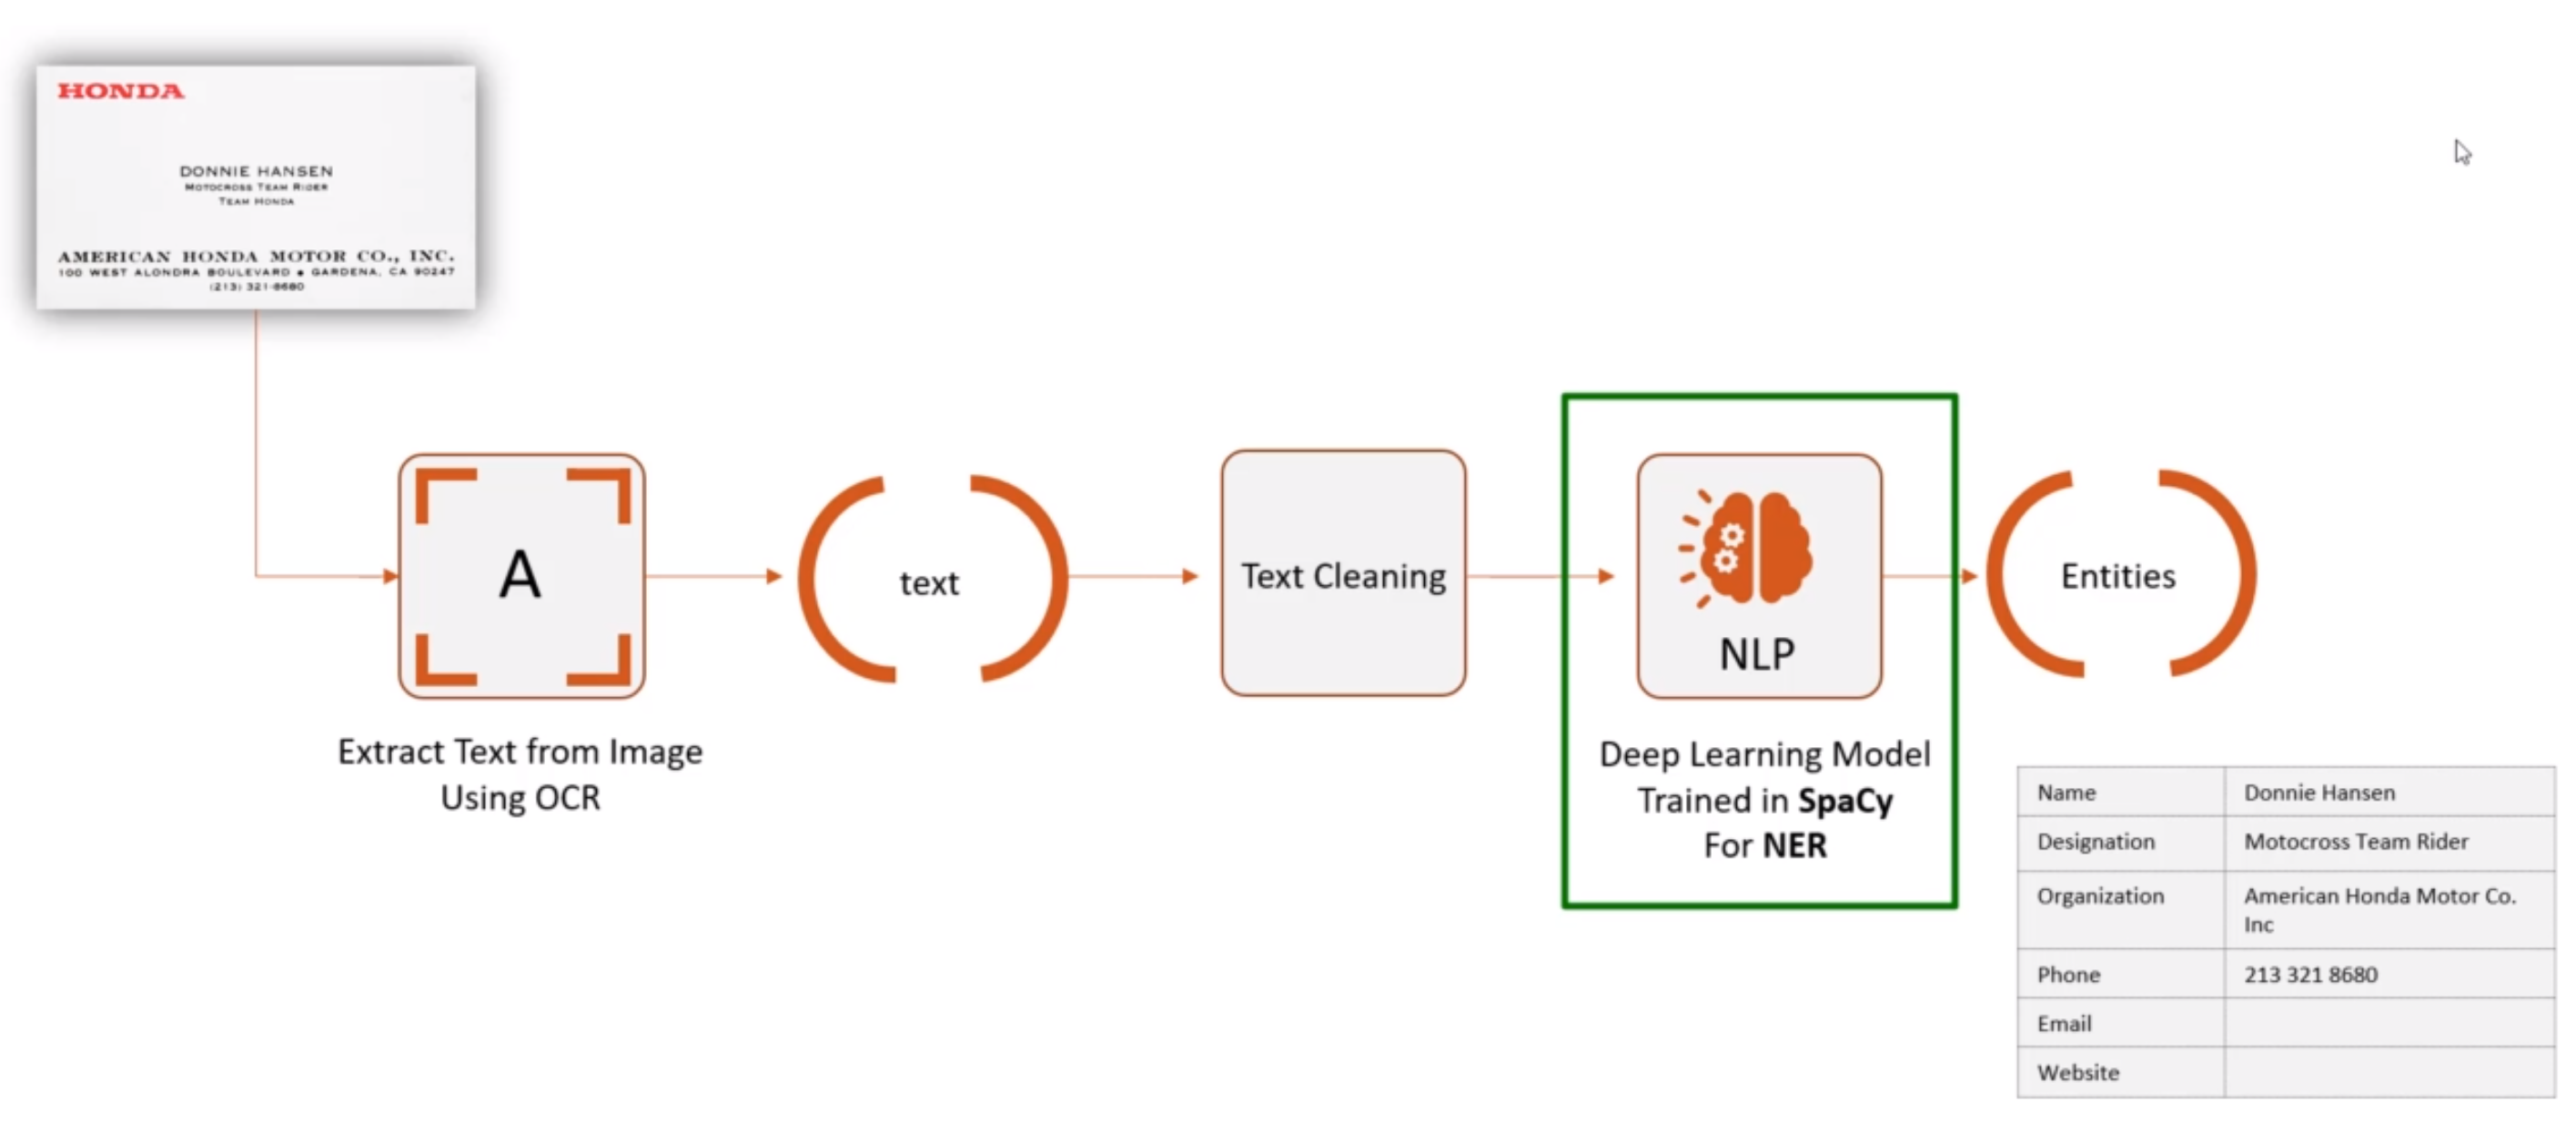 HONDA
DONNIE HANSEN
MOTOCROSS TEAM RIDER
TEAM HONDA
AMERICAN HONDA MOTOR CO., INC.
100 WEST ALONDRA BOULEVARD • GARDENA, CA 90247
(213) 321-8680
A
Extract Text from Image
Using OCR
text
Text Cleaning
NLP
Deep Learning Model
Trained in SpaCy
For NER
Entities
Name Donnie Hansen
Designation Motocross Team Rider
Organization American Honda Motor Co.
Inc
Phone 213 321 8680
Email
Website